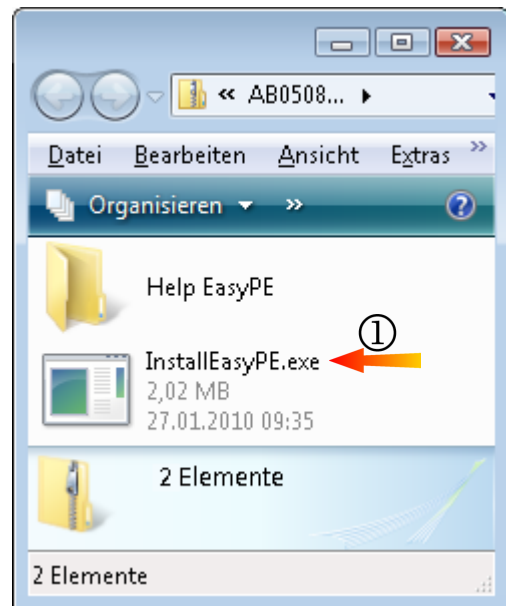 « AB0508...
Datei Bearbeiten Ansicht Extras »
Organisieren »
Help EasyPE
①
InstallEasyPE.exe
2,02 MB
27.01.2010 09:35
2 Elemente
2 Elemente